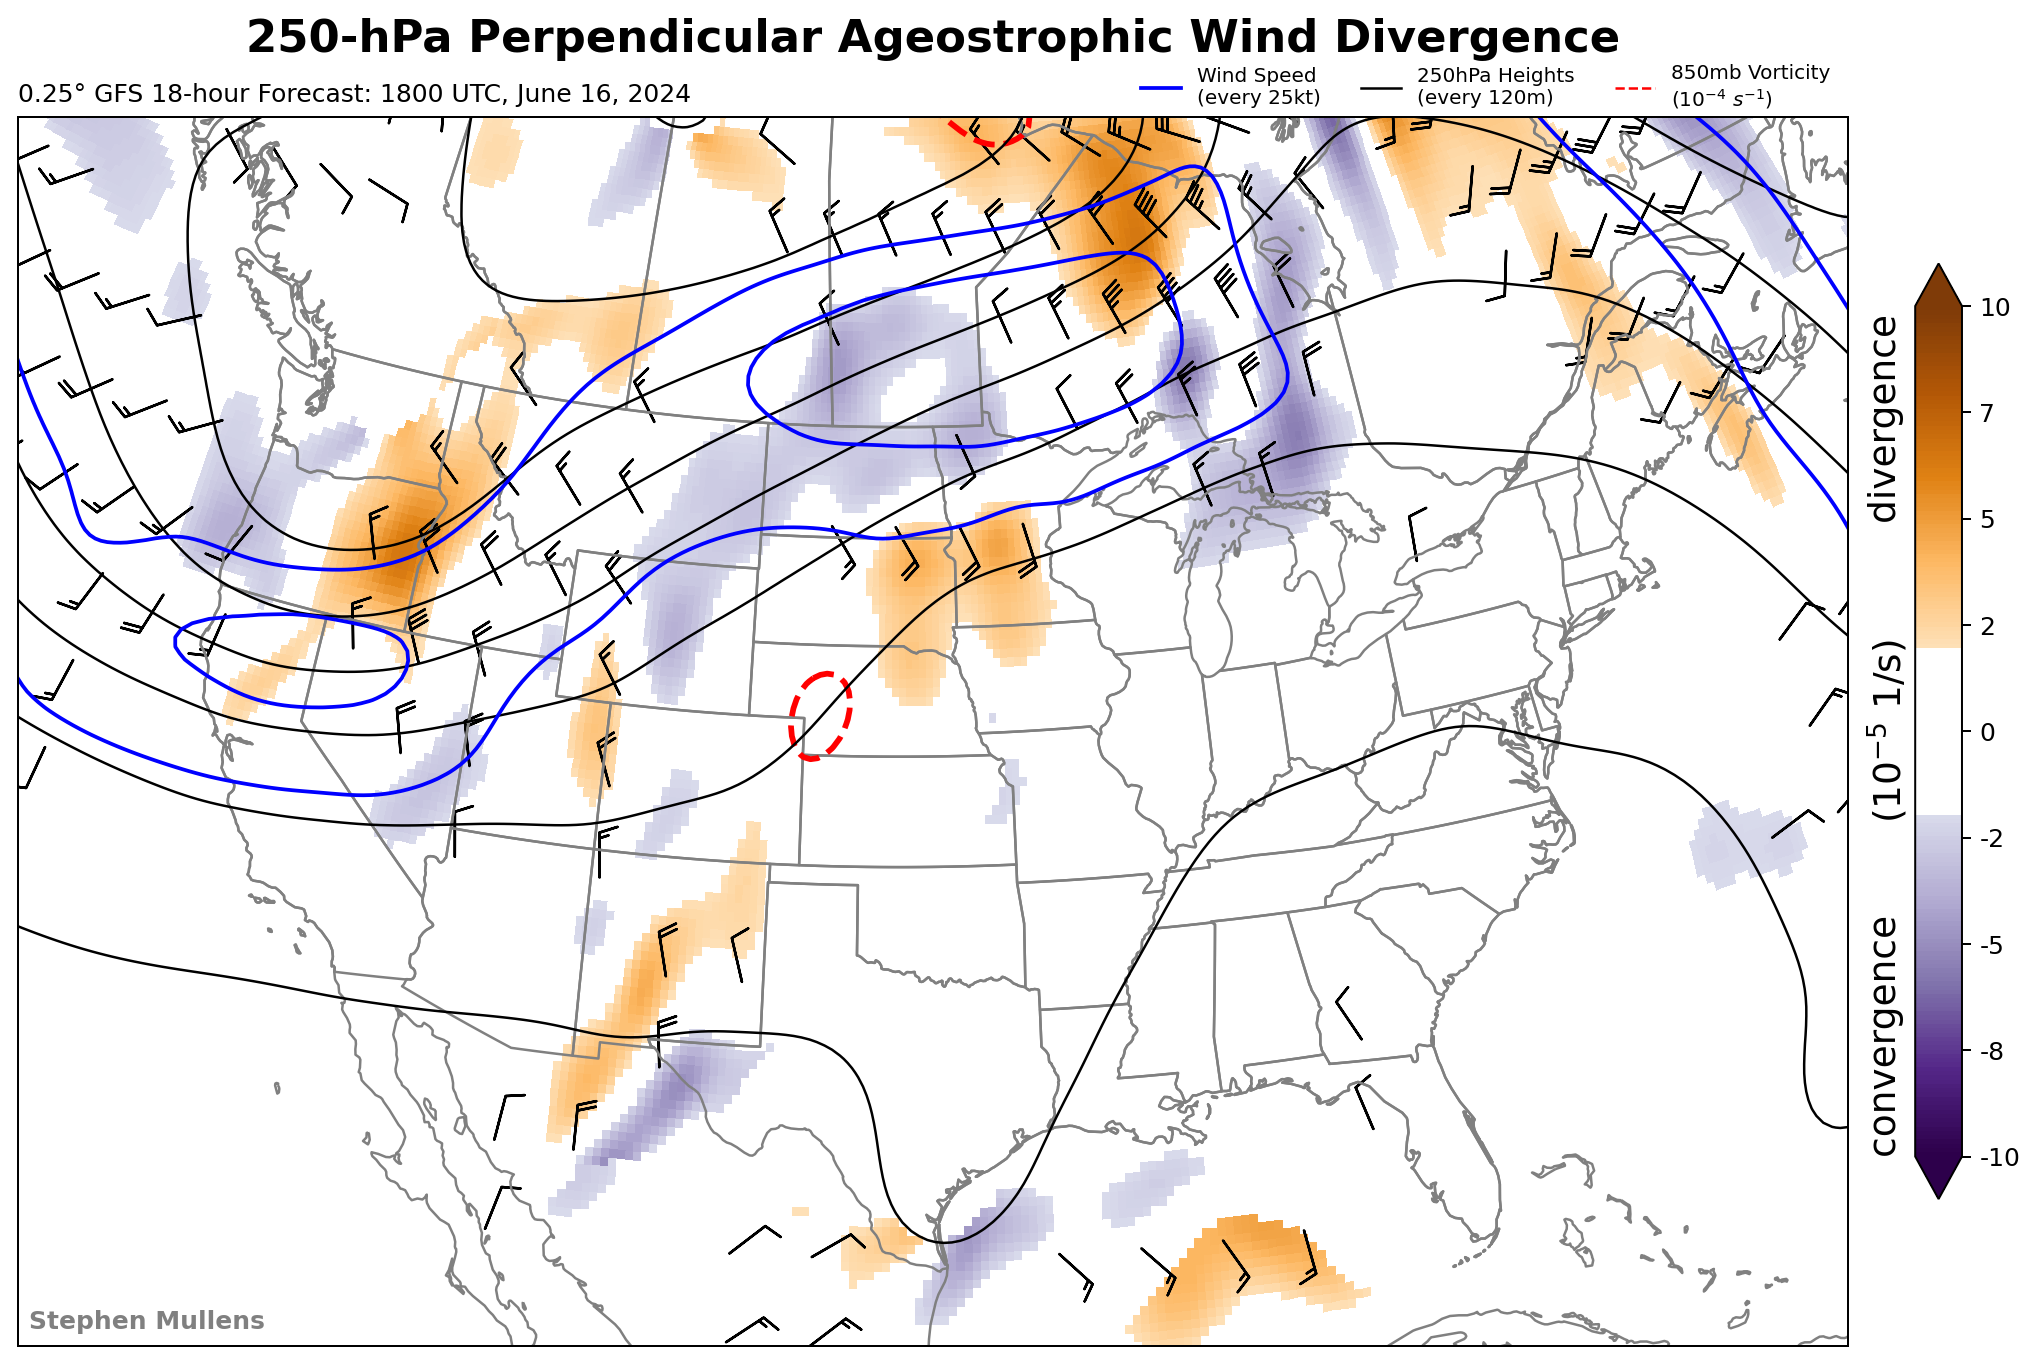 250-hPa Perpendicular Ageostrophic Wind Divergence
0.25° GFS 18-hour Forecast: 1800 UTC, June 16, 2024
Wind Speed
(every 25kt)
250hPa Heights
(every 120m)
850mb Vorticity
(10⁻⁴ s⁻¹)
10
7
5
2
0
-2
-5
-8
-10
convergence (10⁻⁵ 1/s) divergence
Stephen Mullens